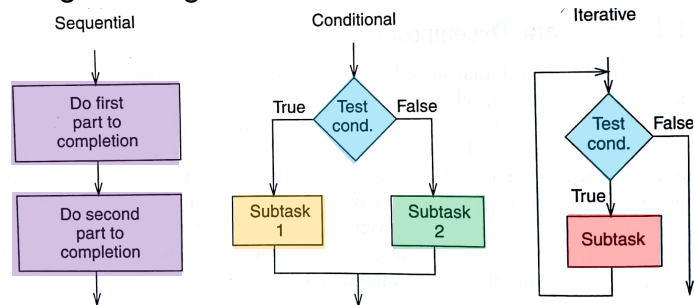 Sequential
Do first
part to
completion
Do second
part to
completion
Conditional
True
Test
cond.
False
Subtask
1
Subtask
2
Iterative
Test
cond.
False
True
Subtask